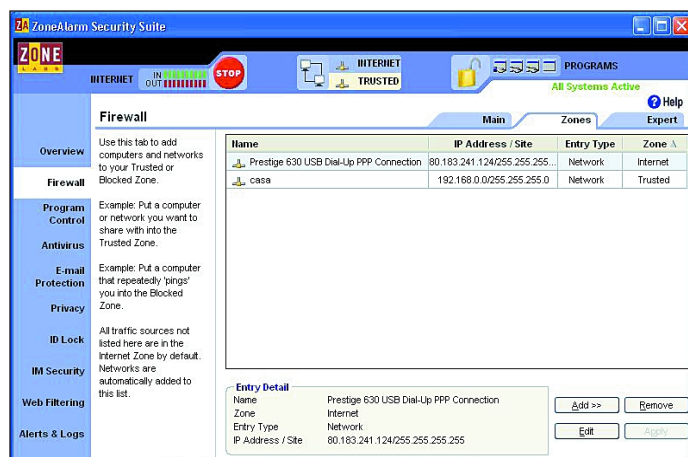 ZA ZoneAlarm Security Suite
ZONE
LABS
INTERNET IN OUT
STOP
INTERNET
TRUSTED
PROGRAMS
All Systems Active
? Help
Firewall
Main Zones Expert
Overview
Firewall
Program
Control
Antivirus
E-mail
Protection
Privacy
ID Lock
IM Security
Web Filtering
Alerts & Logs
Use this tab to add
computers and networks
to your Trusted or
Blocked Zone.
Example: Put a computer
or network you want to
share with into the
Trusted Zone.
Example: Put a computer
that repeatedly 'pings'
you into the Blocked
Zone.
All traffic sources not
listed here are in the
Internet Zone by default.
Networks are
automatically added to
this list.
Name IP Address / Site Entry Type Zone
Prestige 630 USB Dial-Up PPP Connection 80.183.241.124/255.255.255... Network Internet
casa 192.168.0.0/255.255.255.0 Network Trusted
Entry Detail
Name Prestige 630 USB Dial-Up PPP Connection
Zone Internet
Entry Type Network
IP Address / Site 80.183.241.124/255.255.255.255
Add >> Remove
Edit Apply